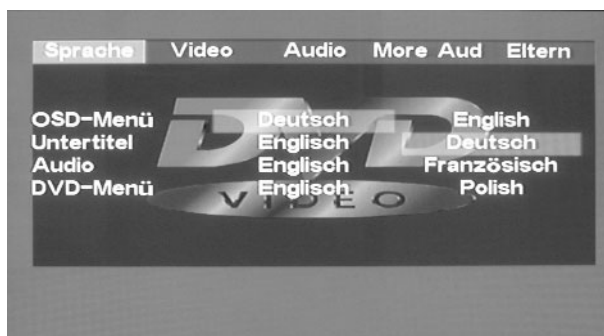 Sprache Video Audio More Aud Eltern
OSD-Menü Deutsch English
Untertitel Englisch Deutsch
Audio Englisch Französisch
DVD-Menü Englisch Polish
DVD
VIDEO